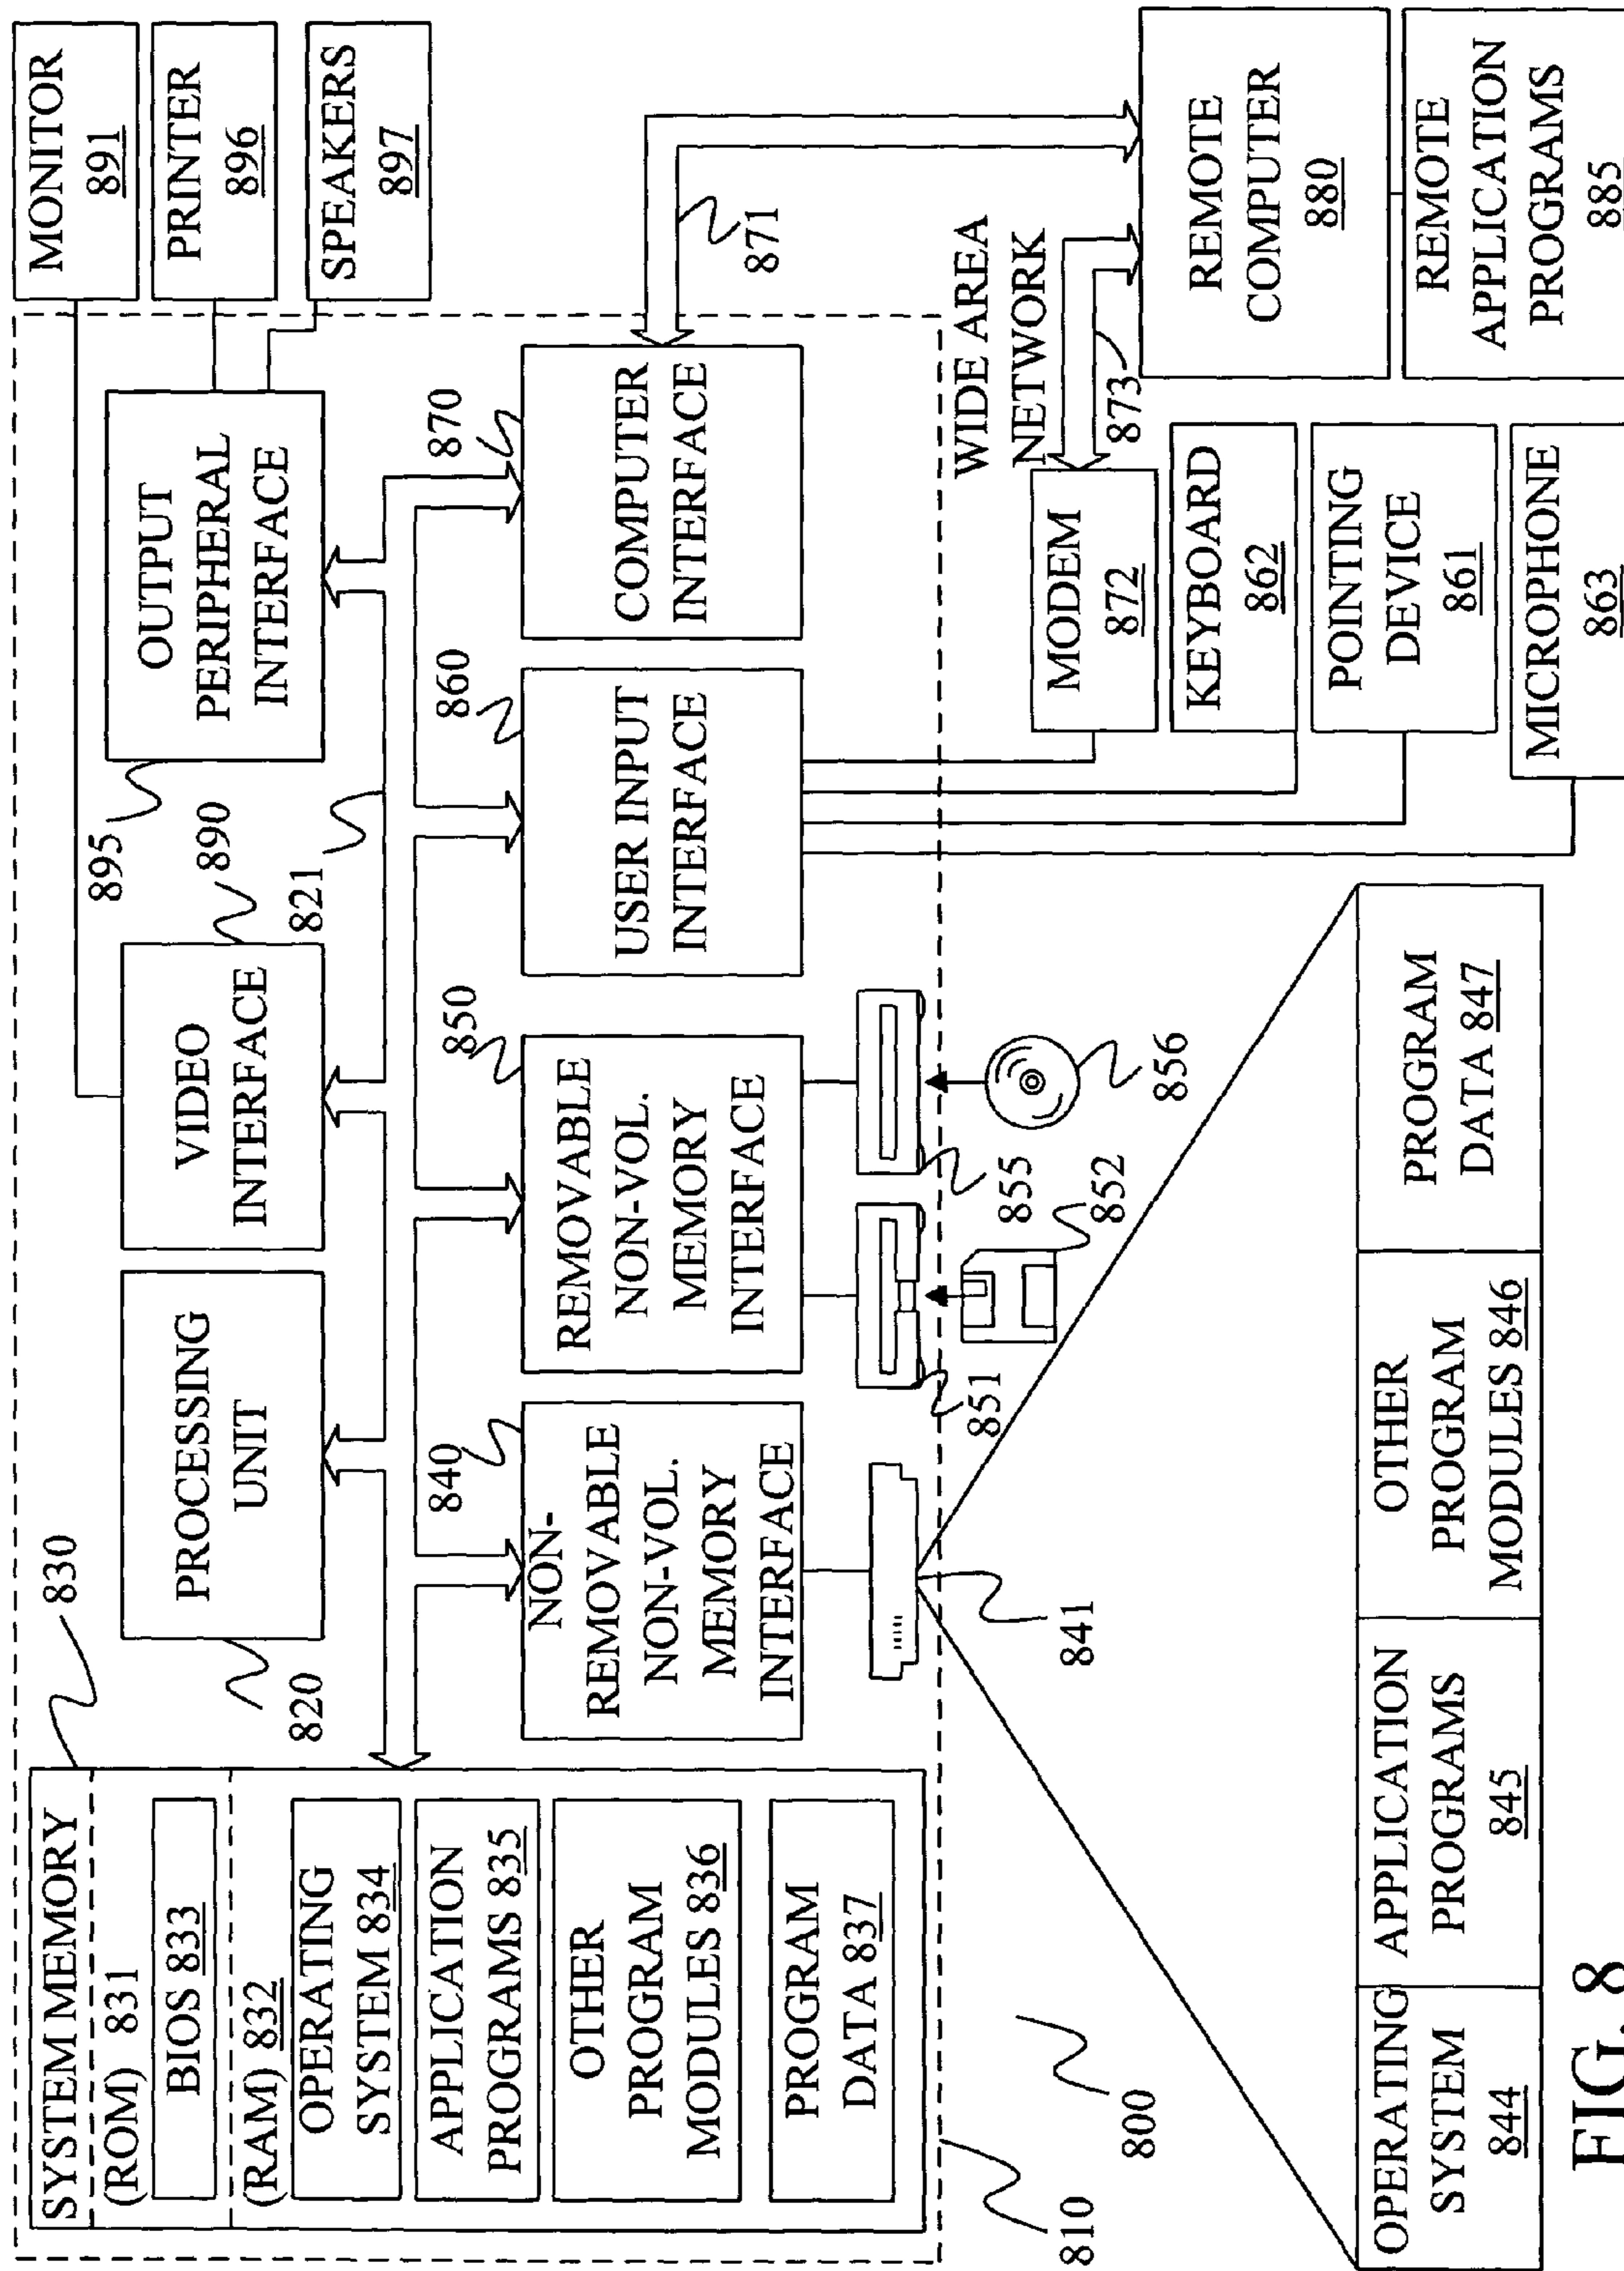 SYSTEM MEMORY
(ROM) 831
BIOS 833
(RAM) 832
OPERATING
SYSTEM 834
APPLICATION
PROGRAMS 835
OTHER
PROGRAM
MODULES 836
PROGRAM
DATA 837
830
PROCESSING
UNIT
820
VIDEO
INTERFACE
890
OUTPUT
PERIPHERAL
INTERFACE
895
821
MONITOR
891
PRINTER
896
SPEAKERS
897
NON-
REMOVABLE
NON-VOL.
MEMORY
INTERFACE
840
REMOVABLE
NON-VOL.
MEMORY
INTERFACE
850
USER INPUT
INTERFACE
860
COMPUTER
INTERFACE
870
871
841
851
852
855
856
WIDE AREA
NETWORK
873
MODEM
872
KEYBOARD
862
POINTING
DEVICE
861
MICROPHONE
863
REMOTE
COMPUTER
880
REMOTE
APPLICATION
PROGRAMS
885
810
800
OPERATING
SYSTEM
844
APPLICATION
PROGRAMS
845
OTHER
PROGRAM
MODULES 846
PROGRAM
DATA 847
FIG. 8